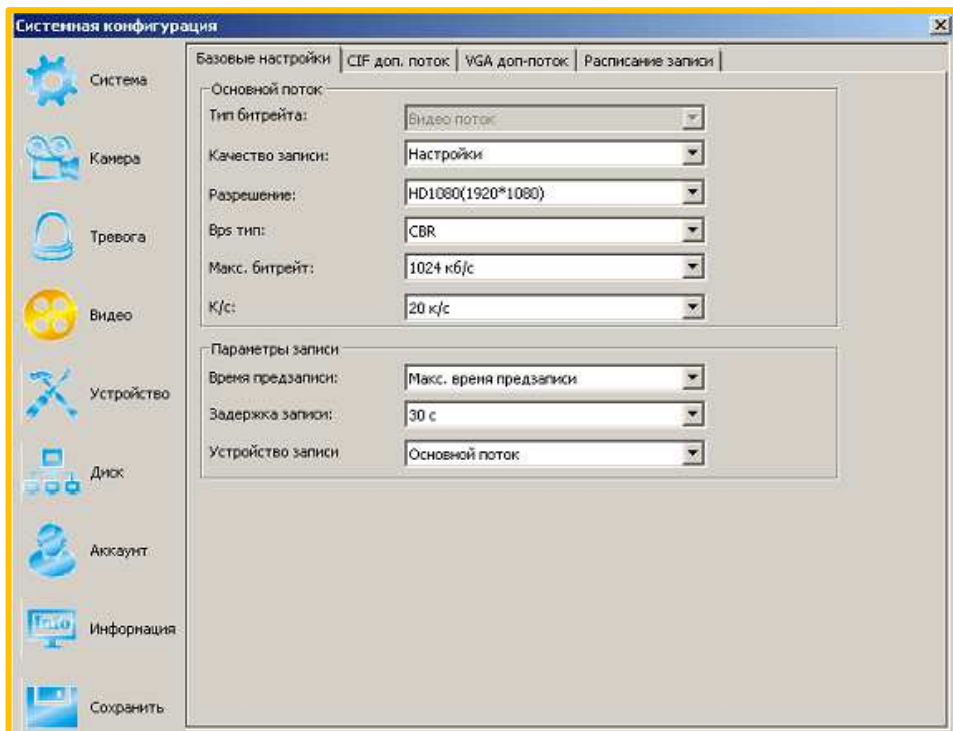 Системная конфигурация
Базовые настройки CIF доп. поток VGA доп-поток Расписание записи
Система
Камера
Тревога
Видео
Устройство
Диск
Аккаунт
Info
Информация
Сохранить
Основной поток
Тип битрейта: Видео поток
Качество записи: Настройки
Разрешение: HD1080(1920*1080)
Bps тип: CBR
Макс. битрейт: 1024 кб/с
К/с: 20 к/с
Параметры записи
Время предзаписи: Макс. время предзаписи
Задержка записи: 30 с
Устройство записи Основной поток